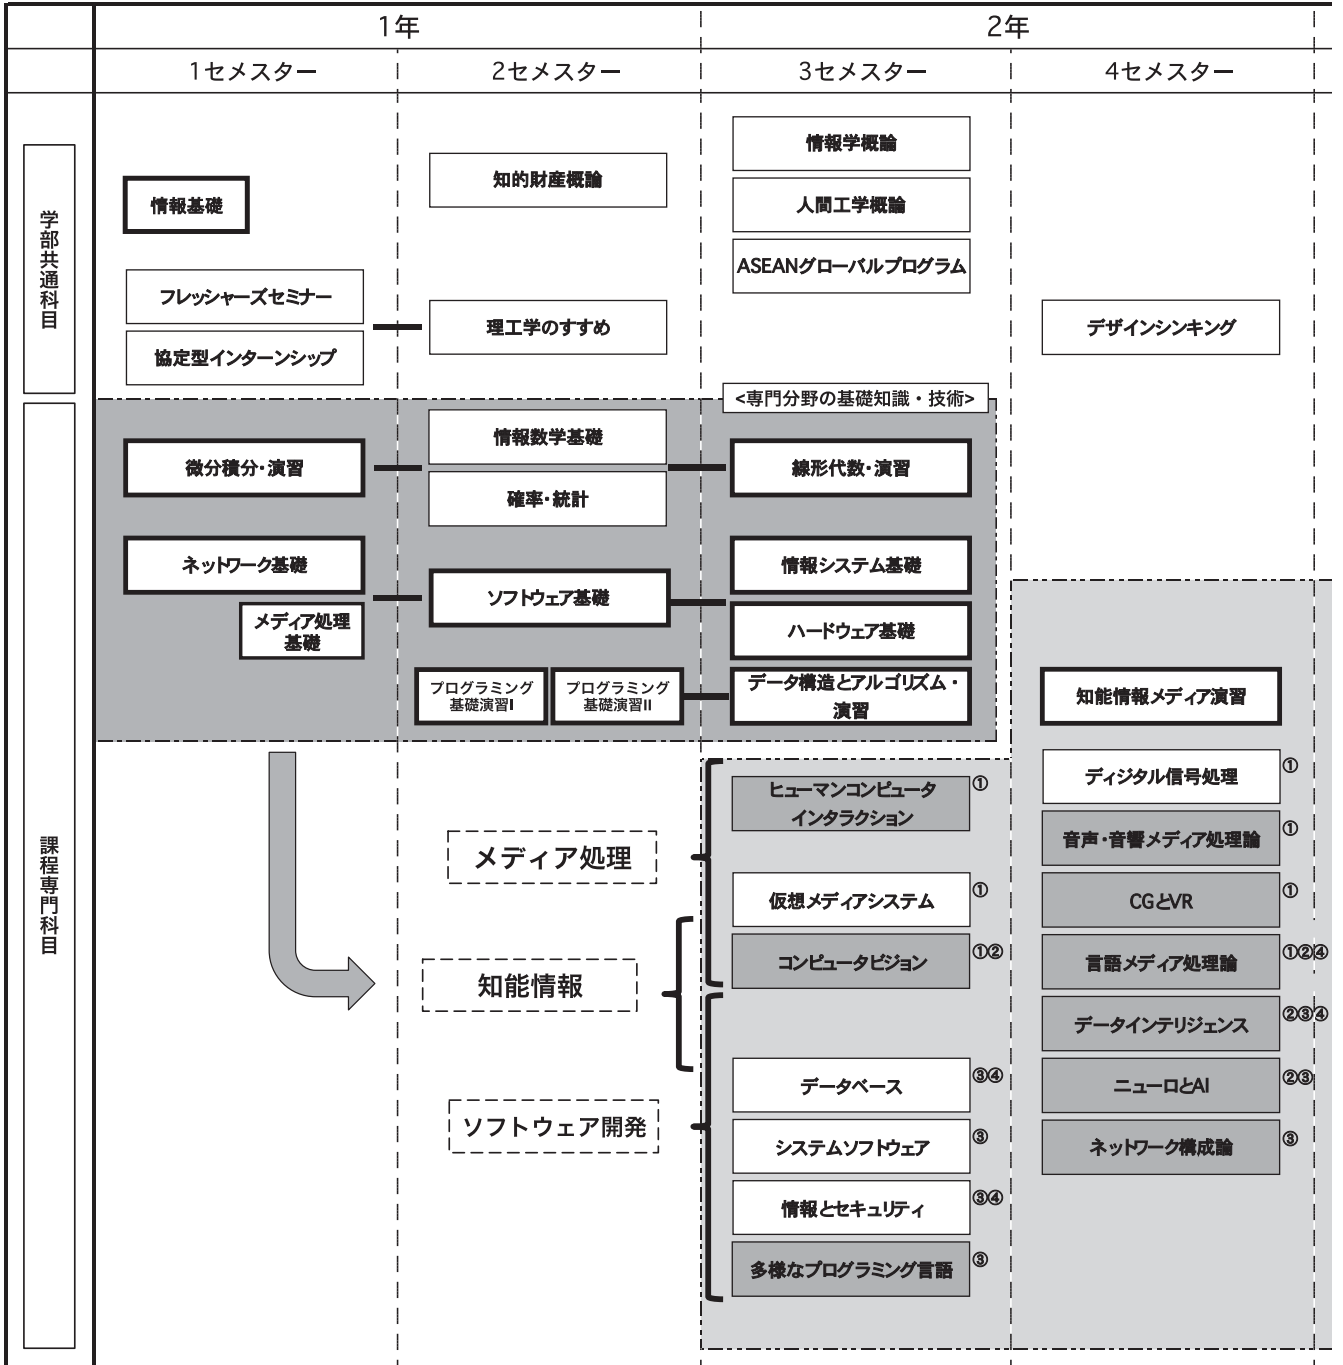 1年
2年
1セメスター
2セメスター
3セメスター
4セメスター
学部共通科目
情報基礎
フレッシャーズセミナー
協定型インターンシップ
知的財産概論
理工学のすすめ
情報学概論
人間工学概論
ASEANグローバルプログラム
デザインシンキング
課程専門科目
<専門分野の基礎知識・技術>
微分積分・演習
ネットワーク基礎
メディア処理
基礎
情報数学基礎
確率・統計
ソフトウェア基礎
プログラミング
基礎演習I
プログラミング
基礎演習II
線形代数・演習
情報システム基礎
ハードウェア基礎
データ構造とアルゴリズム・
演習
知能情報メディア演習
メディア処理
知能情報
ソフトウェア開発
ヒューマンコンピュータ
インタラクション
①
仮想メディアシステム ①
コンピュータビジョン ①②
データベース ③④
システムソフトウェア ③
情報とセキュリティ ③④
多様なプログラミング言語 ③
ディジタル信号処理 ①
音声・音響メディア処理論 ①
CGとVR ①
言語メディア処理論 ①②④
データインテリジェンス ②③④
ニューロとAI ②③
ネットワーク構成論 ③